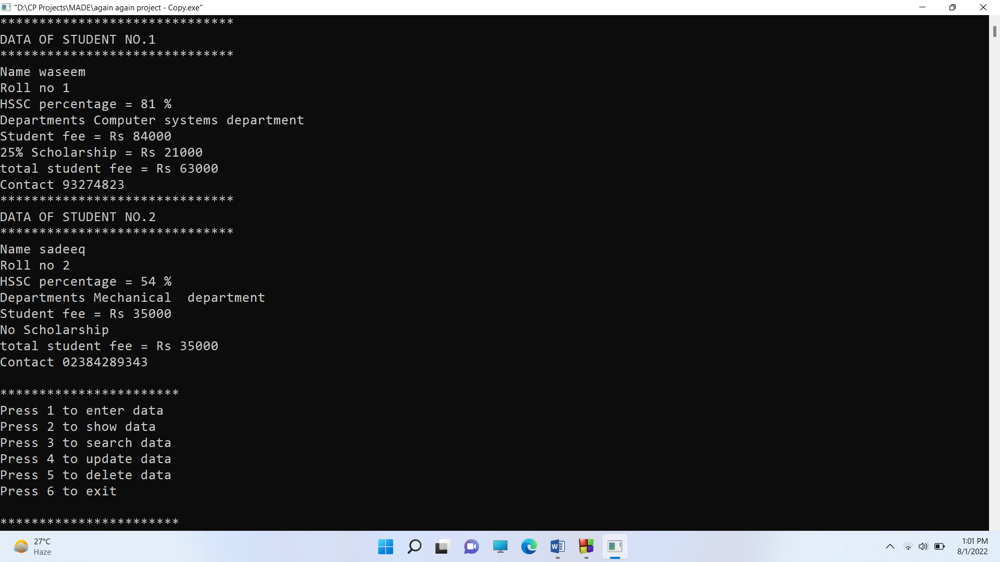 "D:\CP Projects\MADE\again again project - Copy.exe"
******************************
DATA OF STUDENT NO.1
******************************
Name waseem
Roll no 1
HSSC percentage = 81 %
Departments Computer systems department
Student fee = Rs 84000
25% Scholarship = Rs 21000
total student fee = Rs 63000
Contact 93274823
******************************
DATA OF STUDENT NO.2
******************************
Name sadeeq
Roll no 2
HSSC percentage = 54 %
Departments Mechanical  department
Student fee = Rs 35000
No Scholarship
total student fee = Rs 35000
Contact 02384289343
***********************
Press 1 to enter data
Press 2 to show data
Press 3 to search data
Press 4 to update data
Press 5 to delete data
Press 6 to exit
***********************
27°C
Haze
W
1:01 PM
8/1/2022